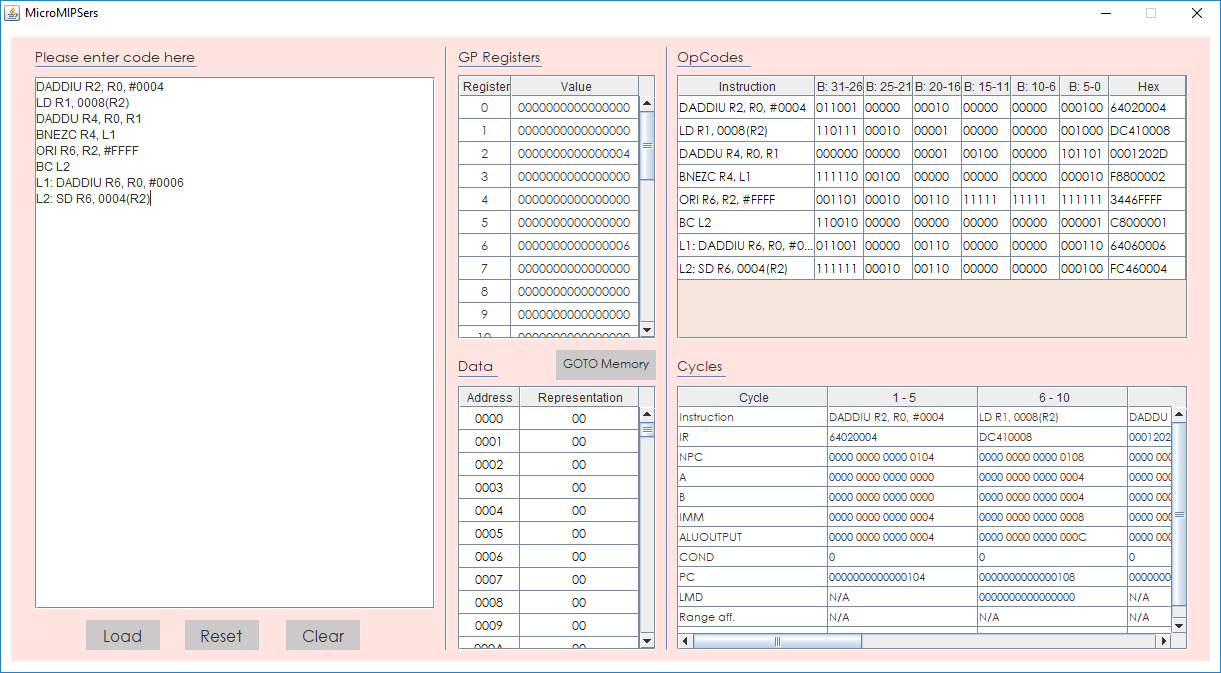 MicroMIPSers
Please enter code here
DADDIU R2, R0, #0004
LD R1, 0008(R2)
DADDU R4, R0, R1
BNEZC R4, L1
ORI R6, R2, #FFFF
BC L2
L1: DADDIU R6, R0, #0006
L2: SD R6, 0004(R2)
Load Reset Clear
GP Registers
Register Value
0 0000000000000000
1 0000000000000000
2 0000000000000004
3 0000000000000000
4 0000000000000000
5 0000000000000000
6 0000000000000006
7 0000000000000000
8 0000000000000000
9 0000000000000000
10 0000000000000000
Data GOTO Memory
Address Representation
0000 00
0001 00
0002 00
0003 00
0004 00
0005 00
0006 00
0007 00
0008 00
0009 00
000A 00
OpCodes
Instruction B: 31-26 B: 25-21 B: 20-16 B: 15-11 B: 10-6 B: 5-0 Hex
DADDIU R2, R0, #0004 011001 00000 00010 00000 00000 000100 64020004
LD R1, 0008(R2) 110111 00010 00001 00000 00000 001000 DC410008
DADDU R4, R0, R1 000000 00000 00001 00100 00000 101101 0001202D
BNEZC R4, L1 111110 00100 00000 00000 00000 000010 F8800002
ORI R6, R2, #FFFF 001101 00010 00110 11111 11111 111111 3446FFFF
BC L2 110010 00000 00000 00000 00000 000001 C8000001
L1: DADDIU R6, R0, #0... 011001 00000 00110 00000 00000 000110 64060006
L2: SD R6, 0004(R2) 111111 00010 00110 00000 00000 000100 FC460004
Cycles
Cycle 1 - 5 6 - 10
Instruction DADDIU R2, R0, #0004 LD R1, 0008(R2) DADDU
IR 64020004 DC410008 0001202
NPC 0000 0000 0000 0104 0000 0000 0000 0108 0000 000
A 0000 0000 0000 0000 0000 0000 0000 0004 0000 000
B 0000 0000 0000 0000 0000 0000 0000 0004 0000 000
IMM 0000 0000 0000 0004 0000 0000 0000 0008 0000 000
ALUOUTPUT 0000 0000 0000 0004 0000 0000 0000 000C 0000 000
COND 0 0 0
PC 0000000000000104 0000000000000108 0000000
LMD N/A 0000000000000000 N/A
Range aff. N/A N/A N/A